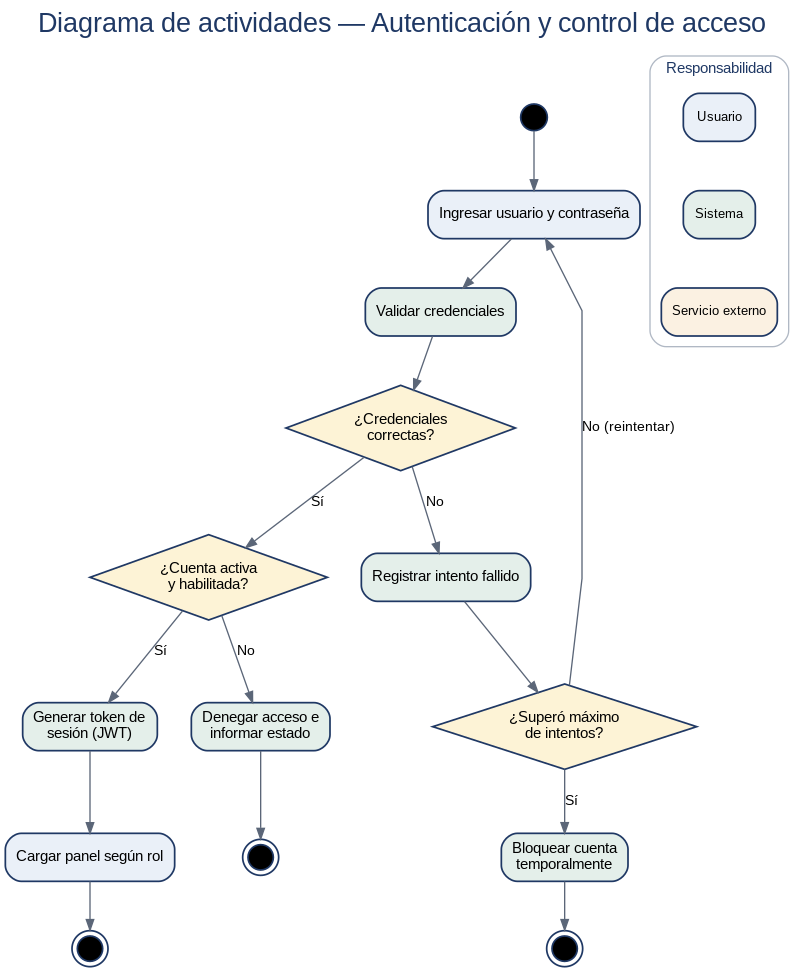 Diagrama de actividades — Autenticación y control de acceso
Responsabilidad
Usuario
Sistema
Servicio externo
Ingresar usuario y contraseña
Validar credenciales
¿Credenciales
correctas?
No (reintentar)
Sí
No
¿Cuenta activa
y habilitada?
Registrar intento fallido
Sí
No
Generar token de
sesión (JWT)
Denegar acceso e
informar estado
¿Superó máximo
de intentos?
Sí
Cargar panel según rol
Bloquear cuenta
temporalmente